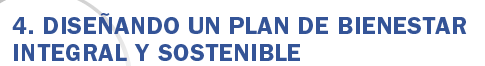 4. DISEÑANDO UN PLAN DE BIENESTAR
INTEGRAL Y SOSTENIBLE